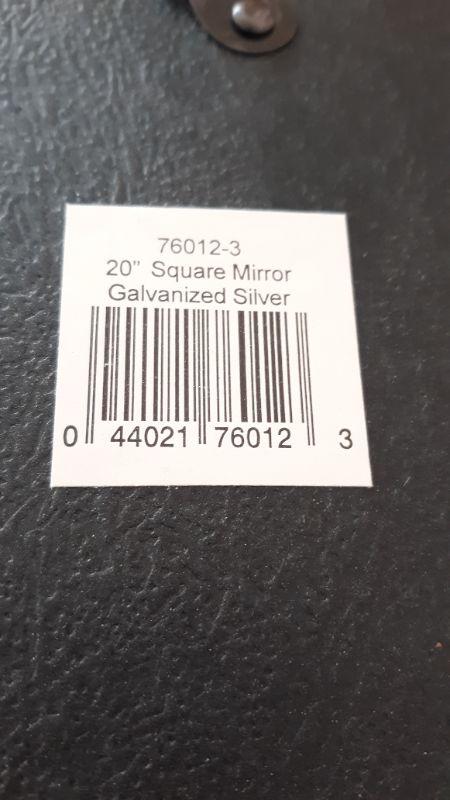 76012-3
20” Square Mirror
Galvanized Silver
0 44021 76012 3